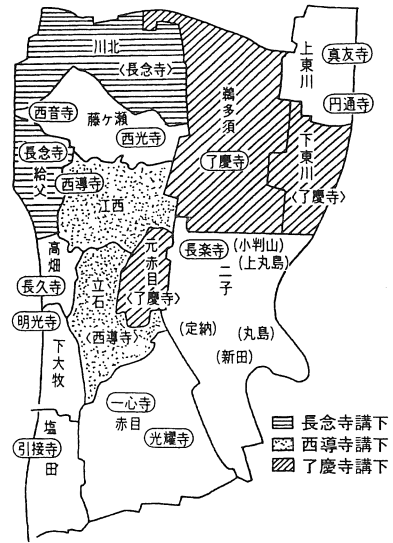 川北
〈長念寺〉
上東川
真友寺
円通寺
西音寺
藤ヶ瀬
西光寺
鵜多須
了慶寺
下東川
〈了慶寺〉
長念寺
給父
西導寺
江西
元赤目
〈了慶寺〉
高畑
長久寺
立石
〈西導寺〉
長楽寺
(小判山)
(上丸島)
二子
明光寺
下大牧
(定納)
(丸島)
(新田)
一心寺
赤目
光耀寺
塩田
引接寺
長念寺講下
西導寺講下
了慶寺講下